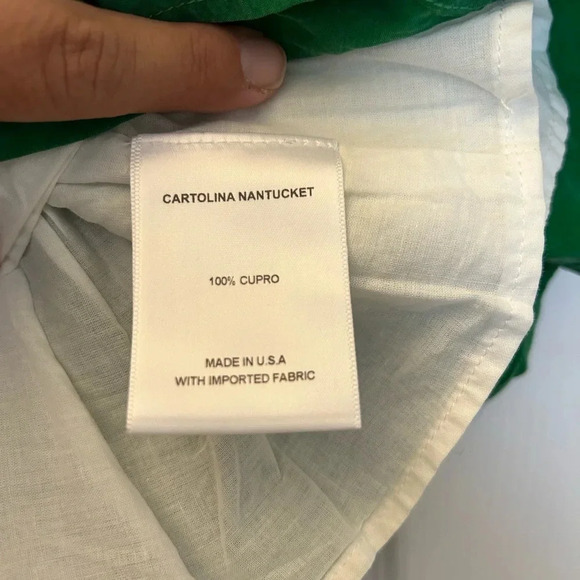 CARTOLINA NANTUCKET
100% CUPRO
MADE IN U.S.A
WITH IMPORTED FABRIC